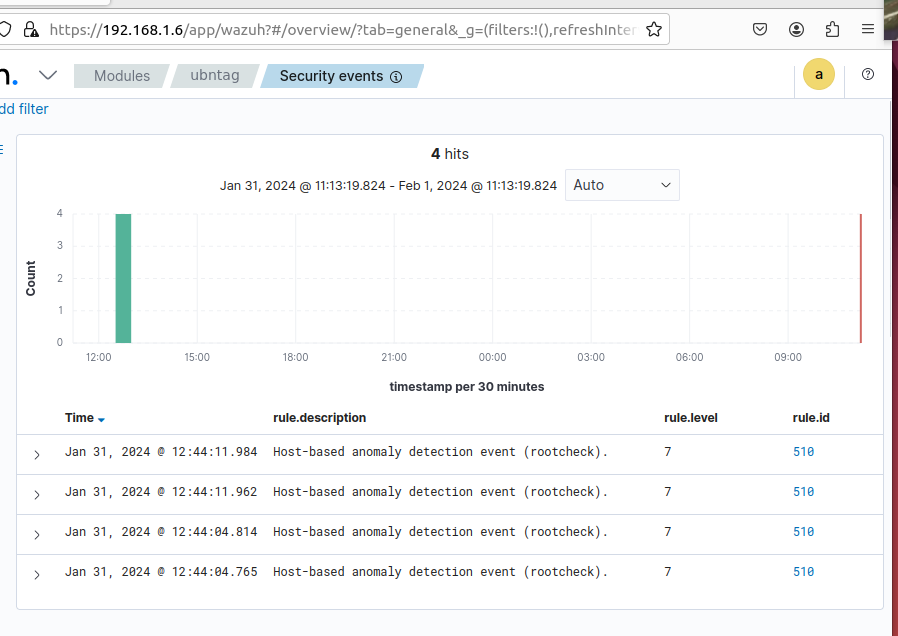 https://192.168.1.6/app/wazuh?#/overview/?tab=general&_g=(filters:!(),refreshInter
n. Modules ubntag Security events a
dd filter
4 hits
Jan 31, 2024 @ 11:13:19.824 - Feb 1, 2024 @ 11:13:19.824 Auto
4
3
2
1
0
Count
12:00 15:00 18:00 21:00 00:00 03:00 06:00 09:00
timestamp per 30 minutes
Time rule.description rule.level rule.id
Jan 31, 2024 @ 12:44:11.984 Host-based anomaly detection event (rootcheck). 7 510
Jan 31, 2024 @ 12:44:11.962 Host-based anomaly detection event (rootcheck). 7 510
Jan 31, 2024 @ 12:44:04.814 Host-based anomaly detection event (rootcheck). 7 510
Jan 31, 2024 @ 12:44:04.765 Host-based anomaly detection event (rootcheck). 7 510